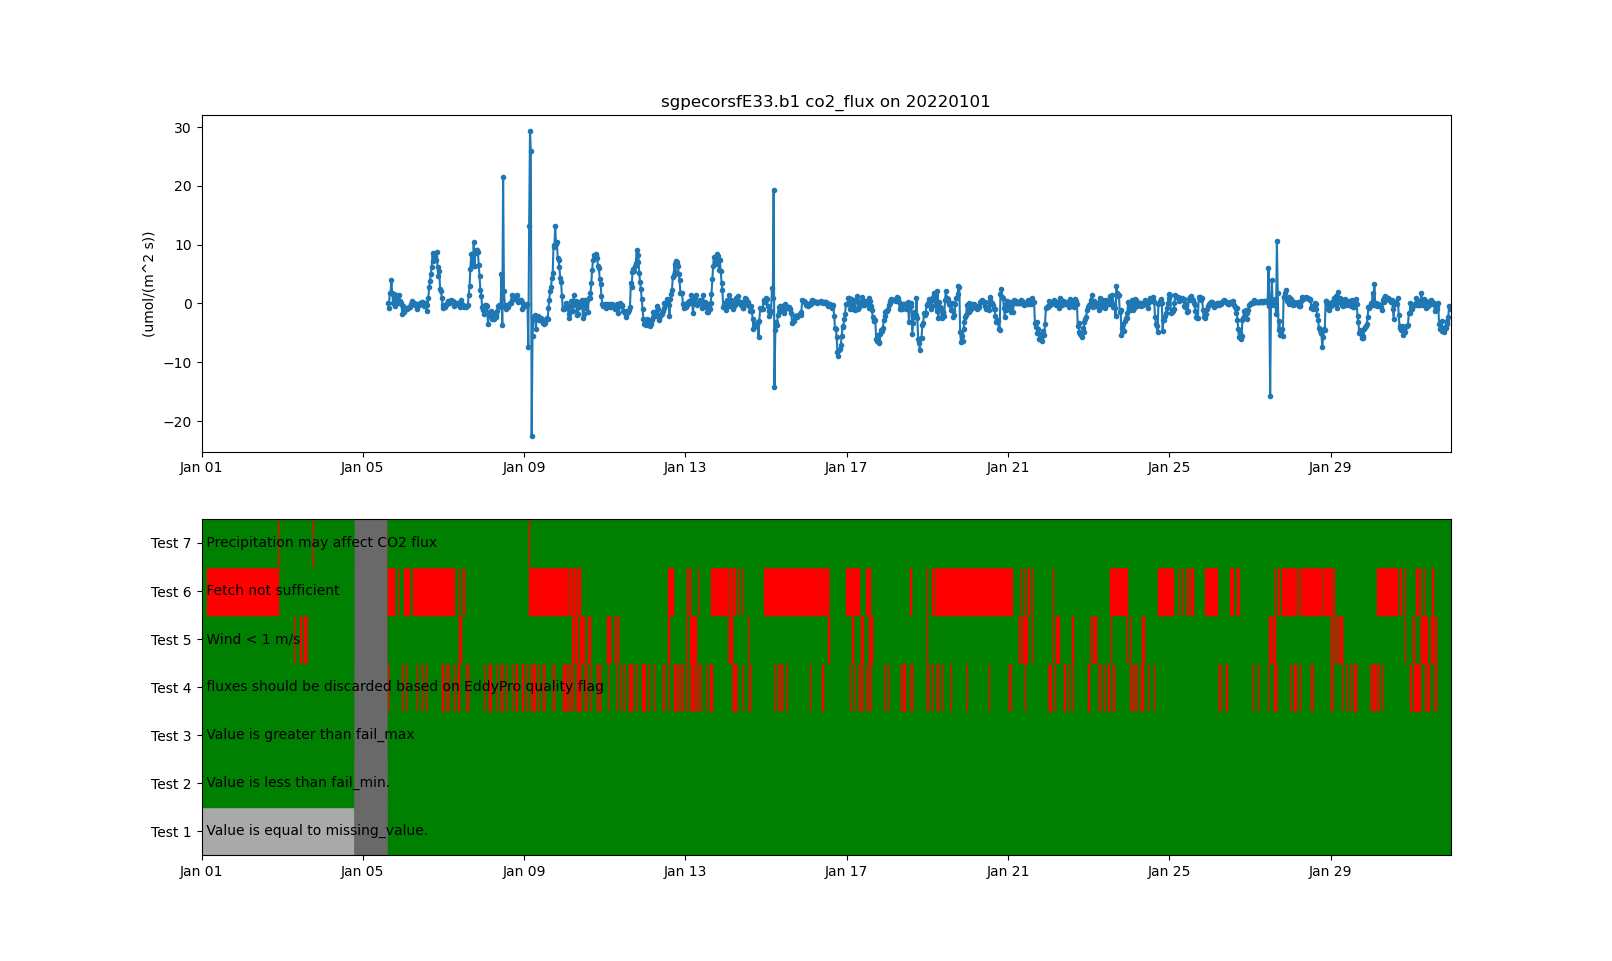 sgpecorsfE33.b1 co2_flux on 20220101
(umol/(m^2 s))
30
20
10
0
−10
−20
Jan 01 Jan 05 Jan 09 Jan 13 Jan 17 Jan 21 Jan 25 Jan 29
Test 7 Precipitation may affect CO2 flux
Test 6 Fetch not sufficient
Test 5 Wind < 1 m/s
Test 4 fluxes should be discarded based on EddyPro quality flag
Test 3 Value is greater than fail_max
Test 2 Value is less than fail_min.
Test 1 Value is equal to missing_value.
Jan 01 Jan 05 Jan 09 Jan 13 Jan 17 Jan 21 Jan 25 Jan 29